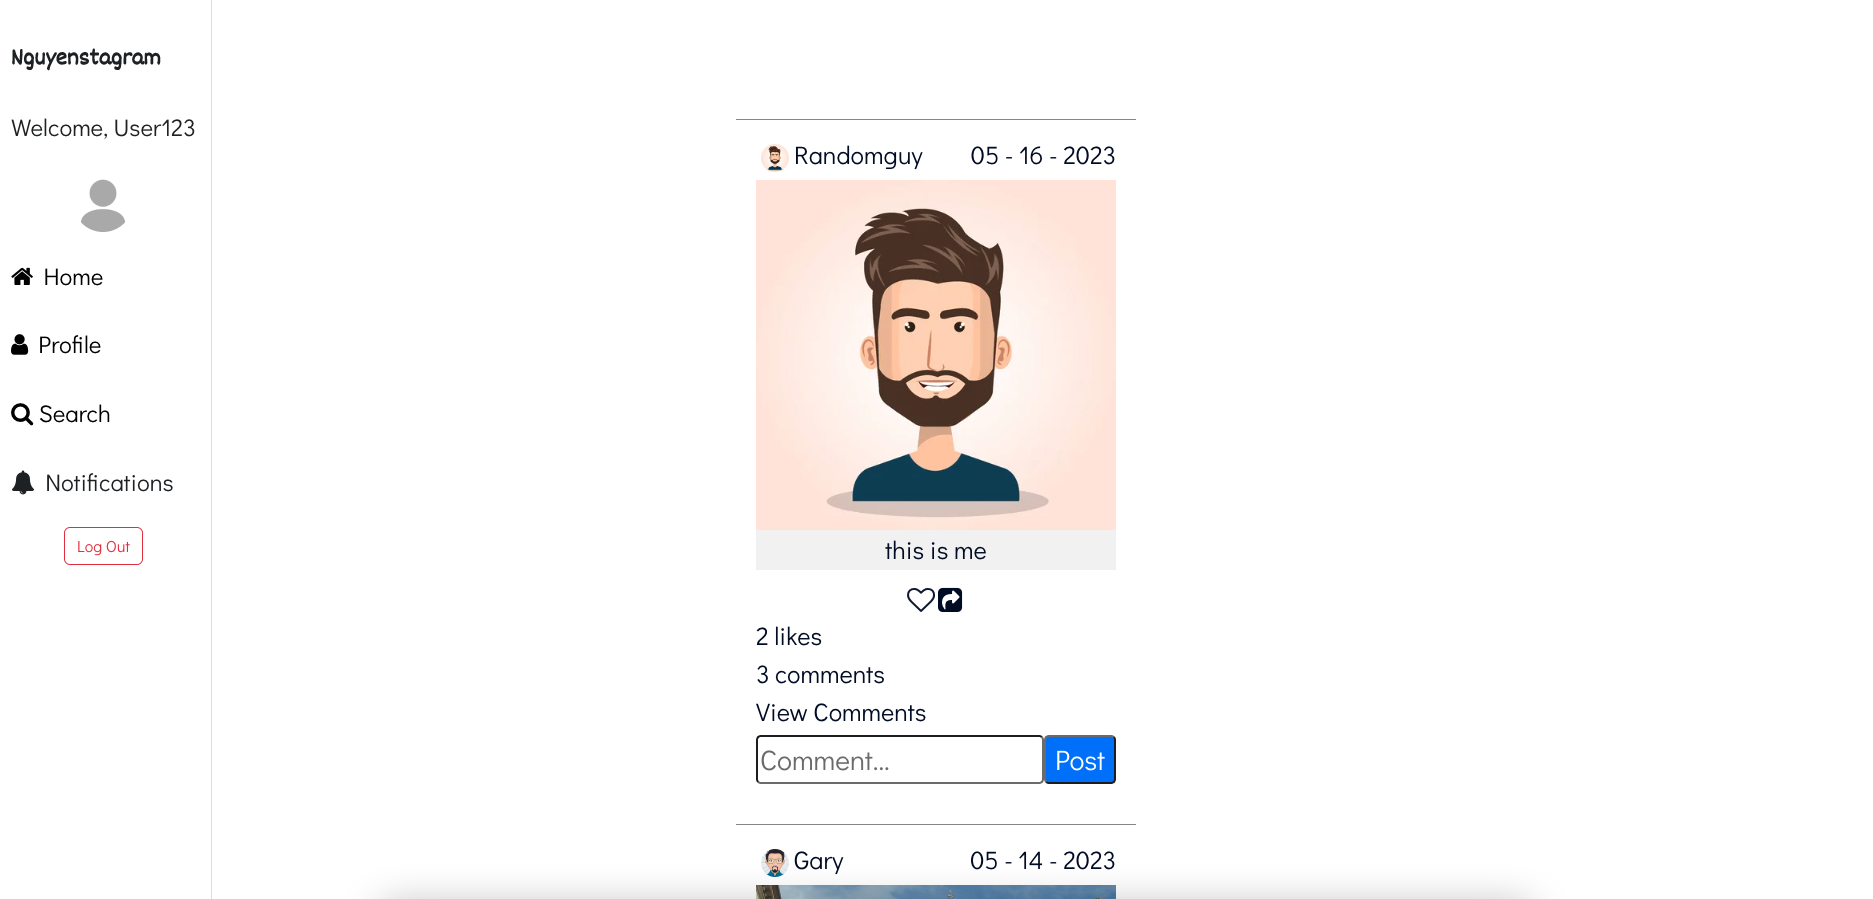 Nguyenstagram
Welcome, User123
Home
Profile
Search
Notifications
Log Out
Randomguy 05 - 16 - 2023
this is me
2 likes
3 comments
View Comments
Comment... Post
Gary 05 - 14 - 2023